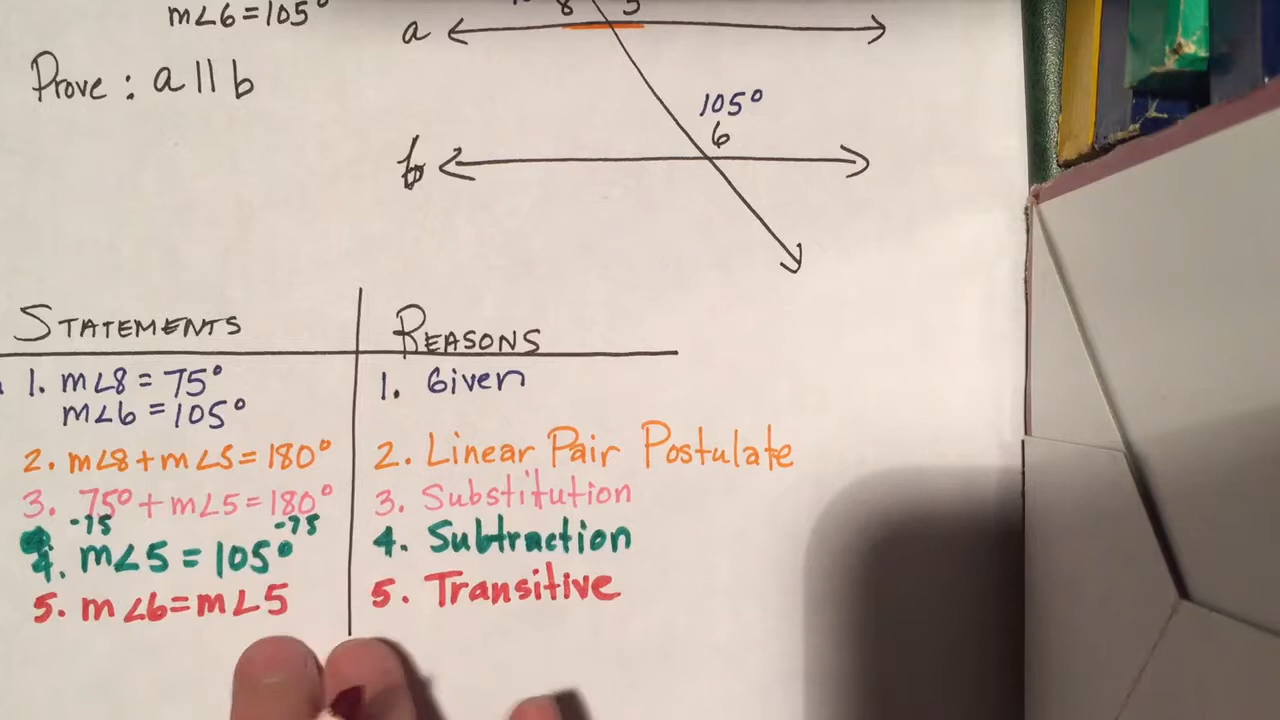 m∠6 = 105°
8 5
a
Prove : a || b
105°
6
b
STATEMENTS
REASONS
1. m∠8 = 75°
1. Given
m∠6 = 105°
2. m∠8 + m∠5 = 180°
2. Linear Pair Postulate
3. 75° + m∠5 = 180°
3. Substitution
-75 -75
4. m∠5 = 105°
4. Subtraction
5. m∠6 = m∠5
5. Transitive